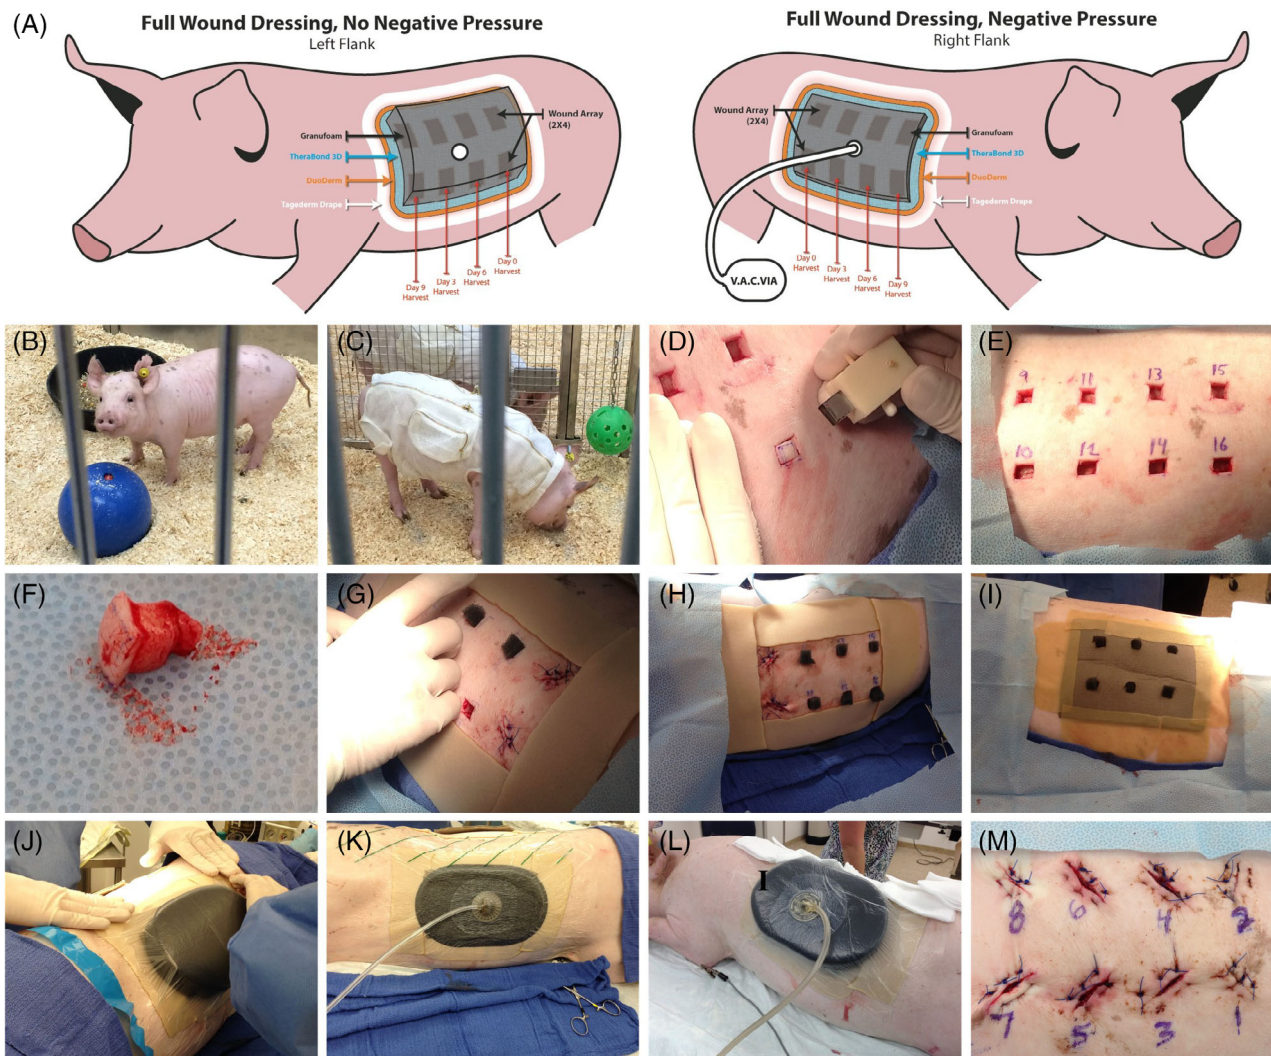 (A)
Full Wound Dressing, No Negative Pressure
Left Flank
Wound Array
(2X4)
Granufoam
TheraBond 3D
DuoDerm
Tagederm Drape
Day 9
Harvest
Day 3
Harvest
Day 6
Harvest
Day 0
Harvest
Full Wound Dressing, Negative Pressure
Right Flank
Wound Array
(2X4)
Granufoam
TheraBond 3D
DuoDerm
Tagederm Drape
Day 0
Harvest
Day 3
Harvest
Day 6
Harvest
Day 9
Harvest
V.A.C.VIA
(B)
(C)
(D)
(E)
9 11 13 15
10 12 14 16
(F)
(G)
(H)
(I)
(J)
(K)
(L)
I
(M)
8 6 4 2
7 5 3 1